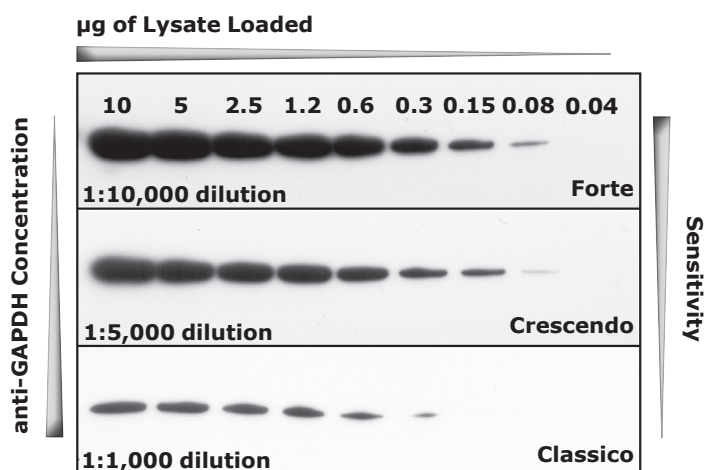 µg of Lysate Loaded
10 5 2.5 1.2 0.6 0.3 0.15 0.08 0.04
1:10,000 dilution
Forte
1:5,000 dilution
Crescendo
1:1,000 dilution
Classico
anti-GAPDH Concentration
Sensitivity